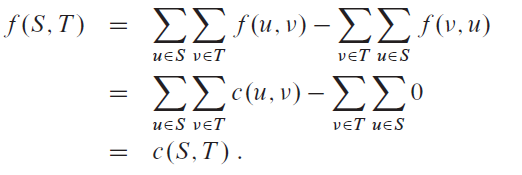 f(S, T) = ∑_{u∈S} ∑_{ν∈T} f(u, ν) − ∑_{ν∈T} ∑_{u∈S} f(ν, u)
= ∑_{u∈S} ∑_{ν∈T} c(u, ν) − ∑_{ν∈T} ∑_{u∈S} 0
= c(S, T) .